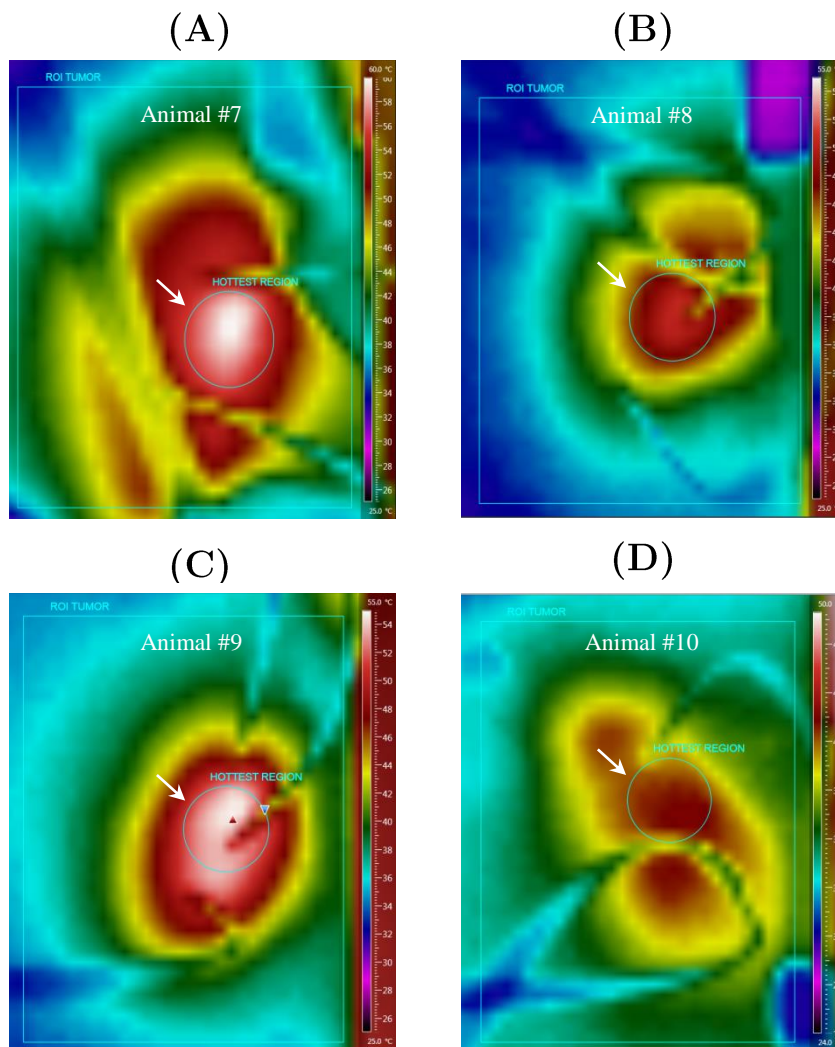 (A)
60.0 °C
ROI TUMOR
Animal #7
58
56
54
52
50
48
46
44
HOTTEST REGION
42
40
38
36
34
32
30
28
26
25.0 °C
(B)
55.0
ROI TUMOR
Animal #8
HOTTEST REGION
25.0
(C)
55.0 °C
ROI TUMOR
54
Animal #9
52
50
48
46
44
HOTTEST REGION
42
40
38
36
34
32
30
28
26
25.0 °C
(D)
50.0
ROI TUMOR
Animal #10
HOTTEST REGION
24.0